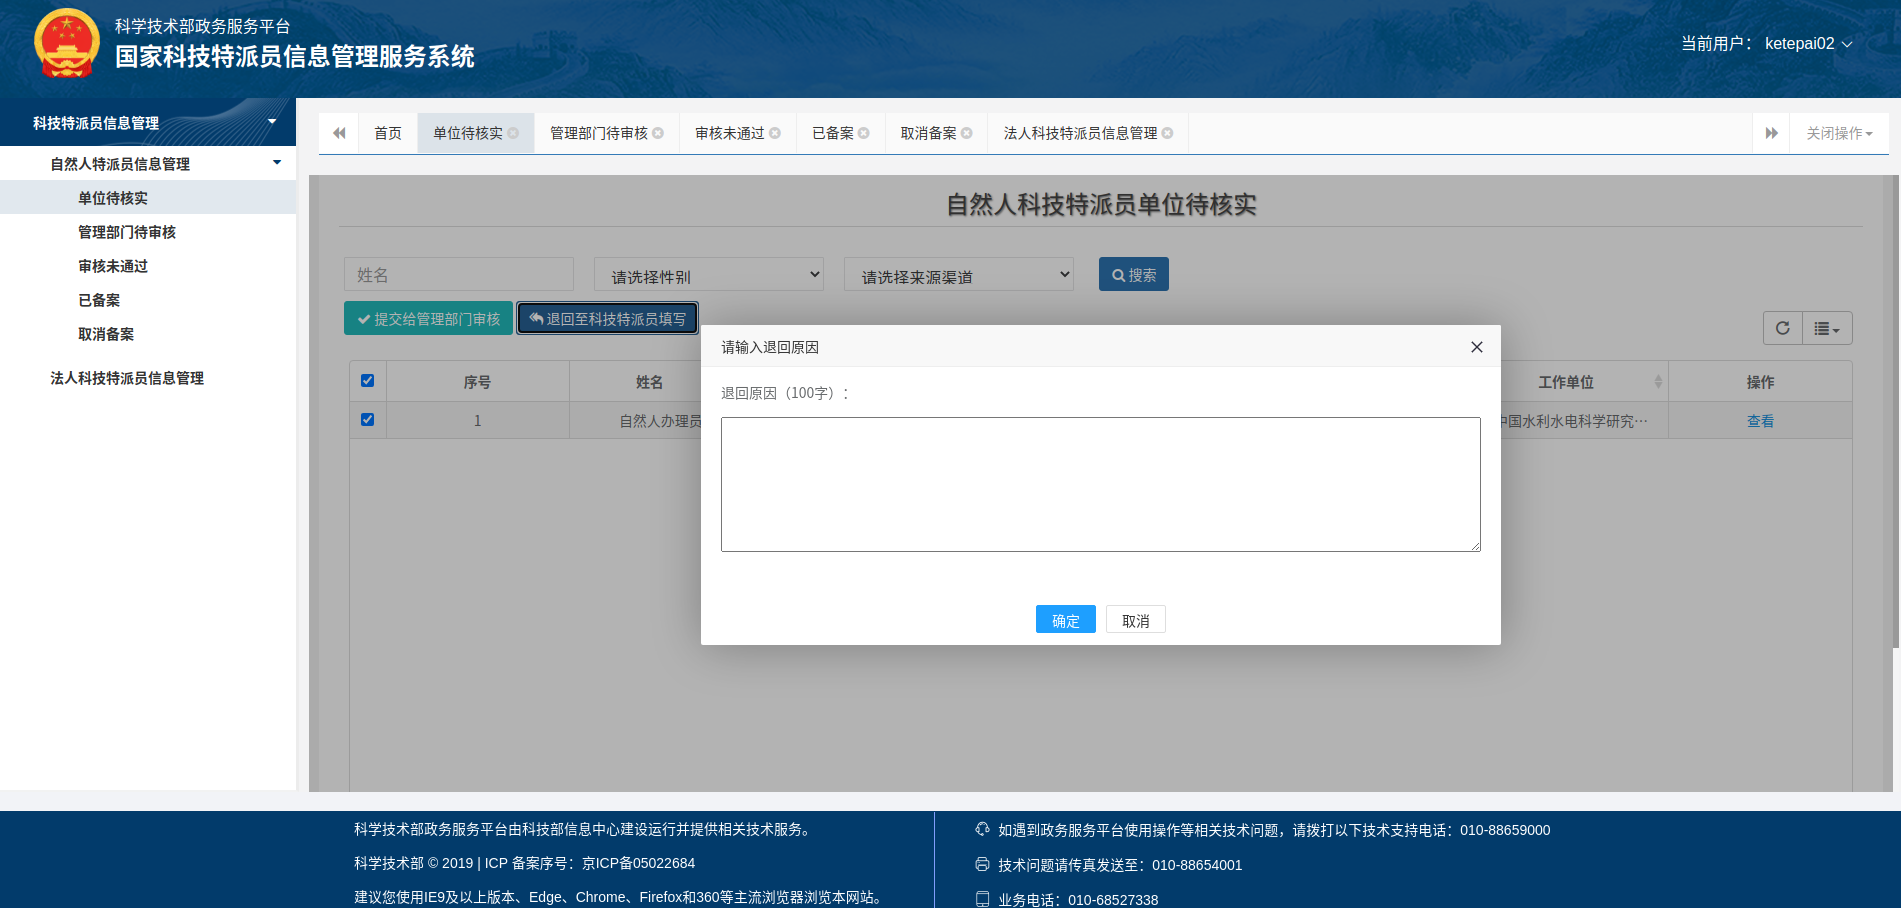 科学技术部政务服务平台
国家科技特派员信息管理服务系统
当前用户： ketepai02
科技特派员信息管理
自然人特派员信息管理
单位待核实
管理部门待审核
审核未通过
已备案
取消备案
法人科技特派员信息管理
首页 单位待核实 管理部门待审核 审核未通过 已备案 取消备案 法人科技特派员信息管理 关闭操作
自然人科技特派员单位待核实
姓名 请选择性别 请选择来源渠道 搜索
提交给管理部门审核 退回至科技特派员填写
序号 姓名 工作单位 操作
1 自然人办理员 中国水利水电科学研究… 查看
请输入退回原因
退回原因（100字）：
确定 取消
科学技术部政务服务平台由科技部信息中心建设运行并提供相关技术服务。
科学技术部 © 2019 | ICP 备案序号：京ICP备05022684
建议您使用IE9及以上版本、Edge、Chrome、Firefox和360等主流浏览器浏览本网站。
如遇到政务服务平台使用操作等相关技术问题，请拨打以下技术支持电话：010-88659000
技术问题请传真发送至：010-88654001
业务电话：010-68527338